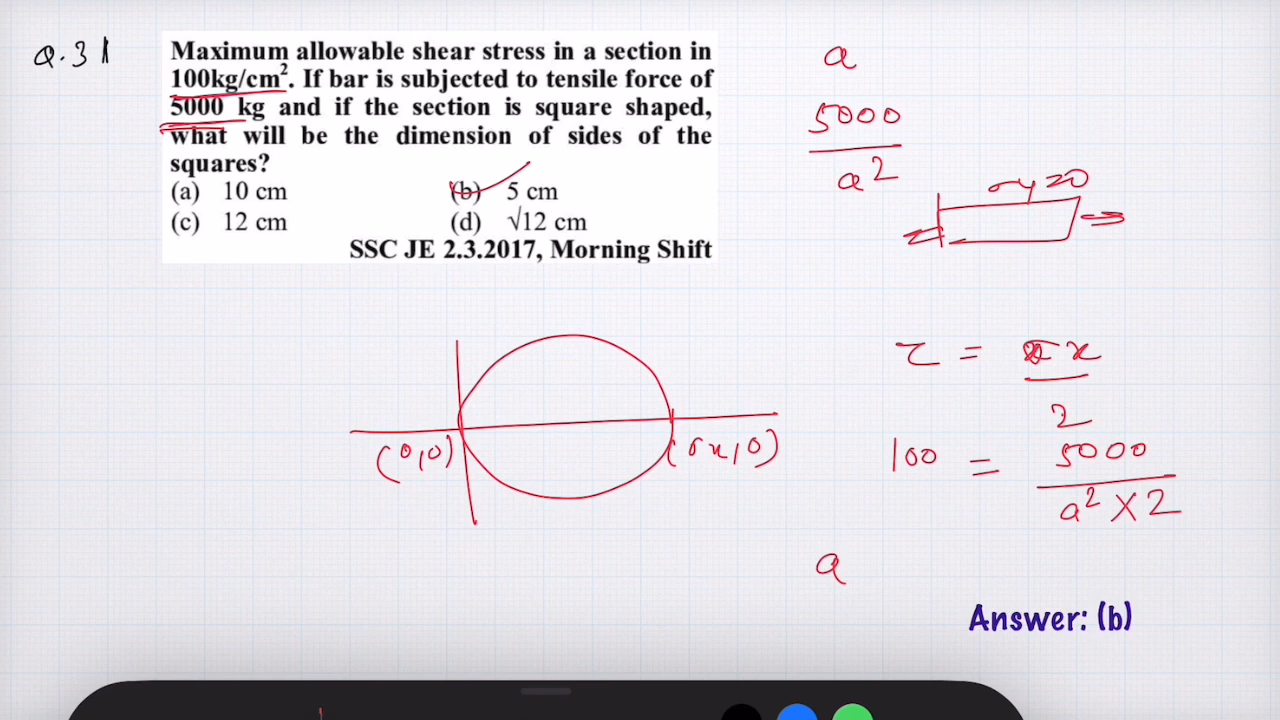 Q.31
Maximum allowable shear stress in a section in
100kg/cm². If bar is subjected to tensile force of
5000 kg and if the section is square shaped,
what will be the dimension of sides of the
squares?
(a) 10 cm (b) 5 cm
(c) 12 cm (d) √12 cm
SSC JE 2.3.2017, Morning Shift
a
5000
a²
σy=0
(0,0)
(σx,0)
τ = σx
2
100 = 5000
a² × 2
a
Answer: (b)